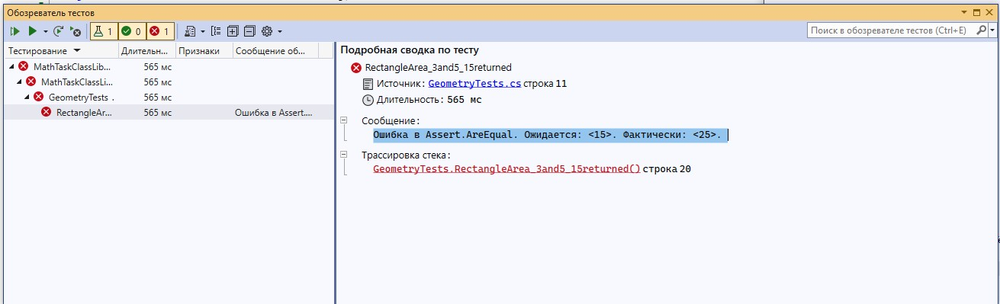 Обозреватель тестов
1 0 1
Поиск в обозревателе тестов (Ctrl+E)
Тестирование Длительн... Признаки Сообщение об...
MathTaskClassLib... 565 мс
MathTaskClassLi... 565 мс
GeometryTests . 565 мс
RectangleAr... 565 мс Ошибка в Assert....
Подробная сводка по тесту
RectangleArea_3and5_15returned
Источник: GeometryTests.cs строка 11
Длительность: 565 мс
Сообщение:
Ошибка в Assert.AreEqual. Ожидается: <15>. Фактически: <25>.
Трассировка стека:
GeometryTests.RectangleArea_3and5_15returned() строка 20